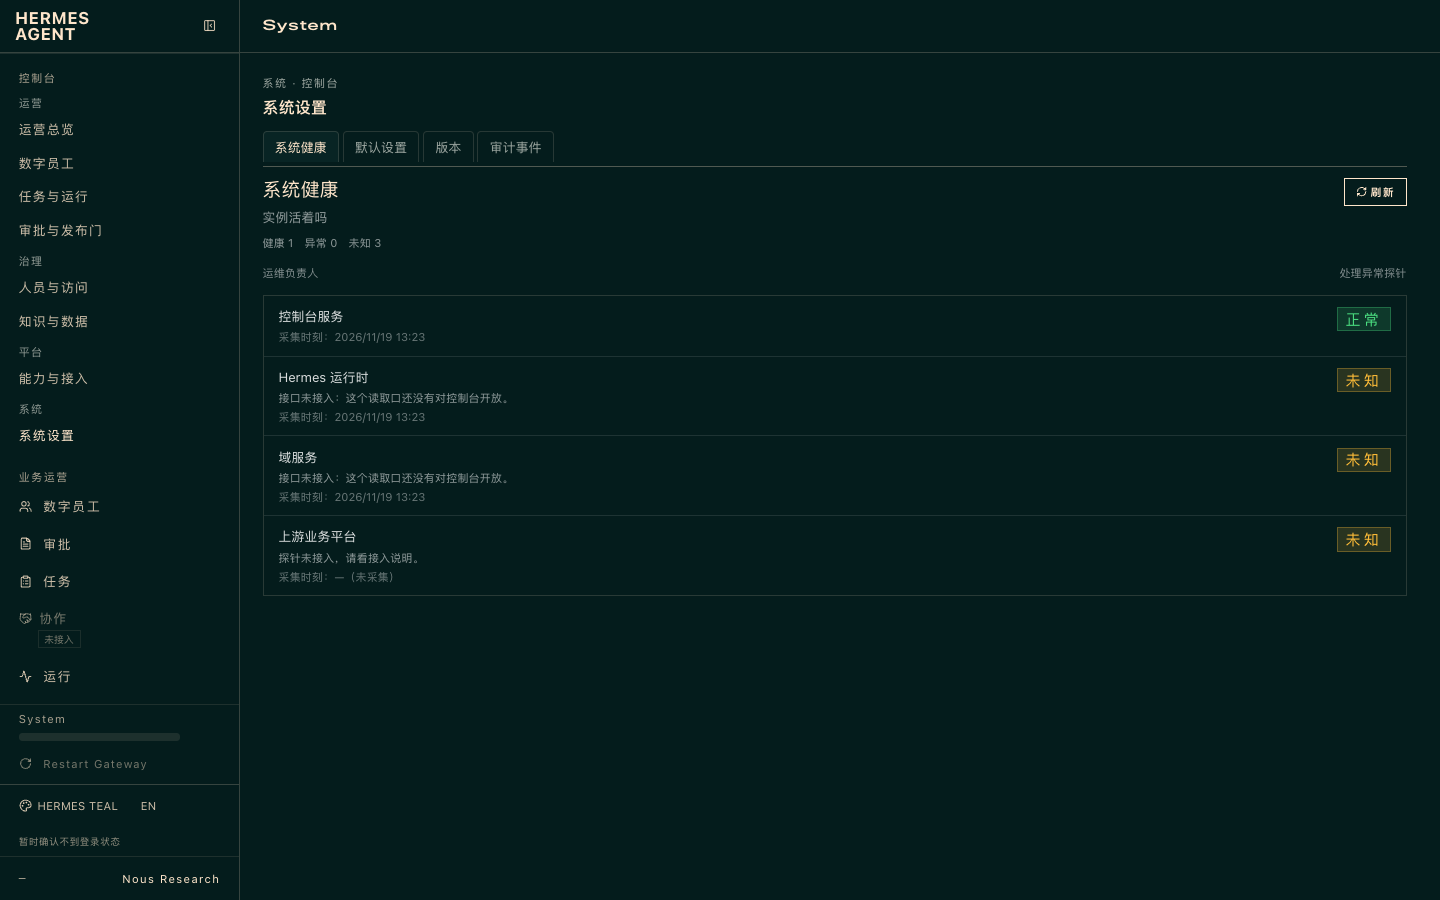 HERMES
AGENT
控制台
运营
运营总览
数字员工
任务与运行
审批与发布门
治理
人员与访问
知识与数据
平台
能力与接入
系统
系统设置
业务运营
数字员工
审批
任务
协作
未接入
运行
System
Restart Gateway
HERMES TEAL EN
暂时确认不到登录状态
— Nous Research
System
系统 · 控制台
系统设置
系统健康 默认设置 版本 审计事件
系统健康
刷新
实例活着吗
健康 1 异常 0 未知 3
运维负责人 处理异常探针
控制台服务 正常
采集时刻：2026/11/19 13:23
Hermes 运行时 未知
接口未接入：这个读取口还没有对控制台开放。
采集时刻：2026/11/19 13:23
域服务 未知
接口未接入：这个读取口还没有对控制台开放。
采集时刻：2026/11/19 13:23
上游业务平台 未知
探针未接入，请看接入说明。
采集时刻：—（未采集）